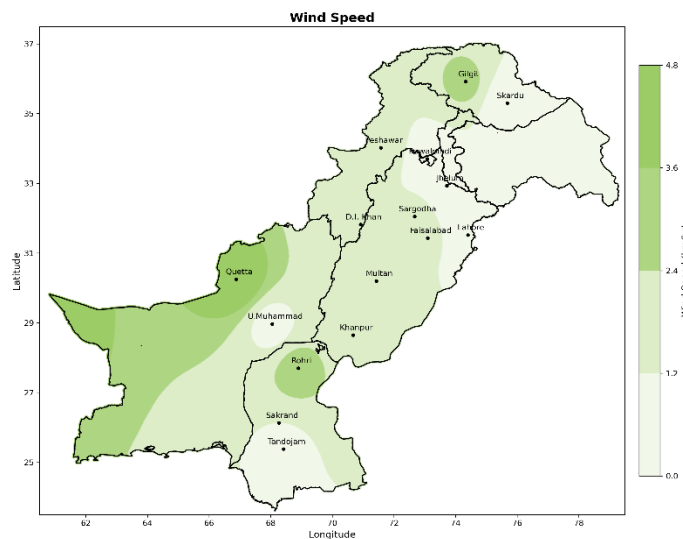 Wind Speed
37
35
33
31
29
27
25
Latitude
62
64
66
68
70
72
74
76
78
Longitude
Gilgit
Skardu
Peshawar
Rawalpindi
Jhelum
D.I. Khan
Sargodha
Faisalabad
Lahore
Quetta
Multan
U.Muhammad
Khanpur
Rohri
Sakrand
Tandojam
4.8
3.6
2.4
1.2
0.0